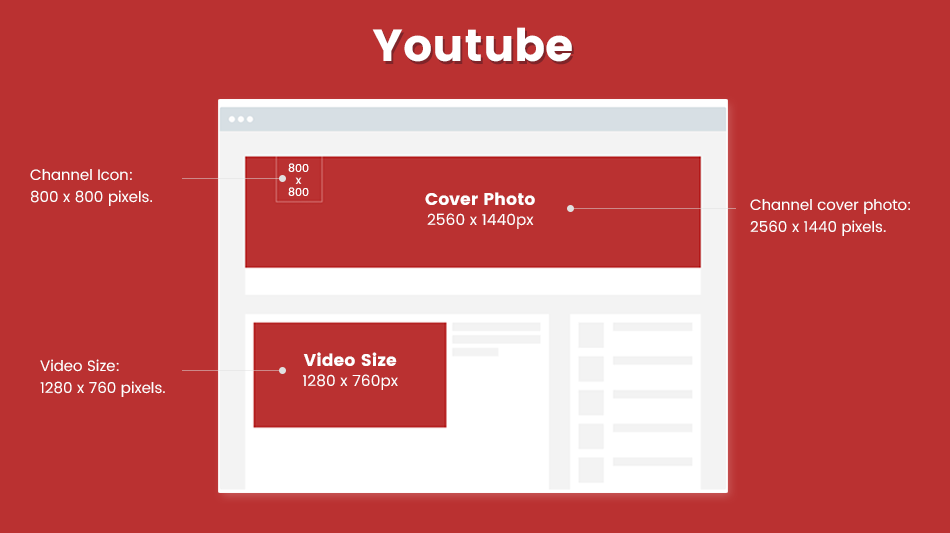 Youtube
Channel Icon:
800 x 800 pixels.
800
x
800
Cover Photo
2560 x 1440px
Channel cover photo:
2560 x 1440 pixels.
Video Size:
1280 x 760 pixels.
Video Size
1280 x 760px